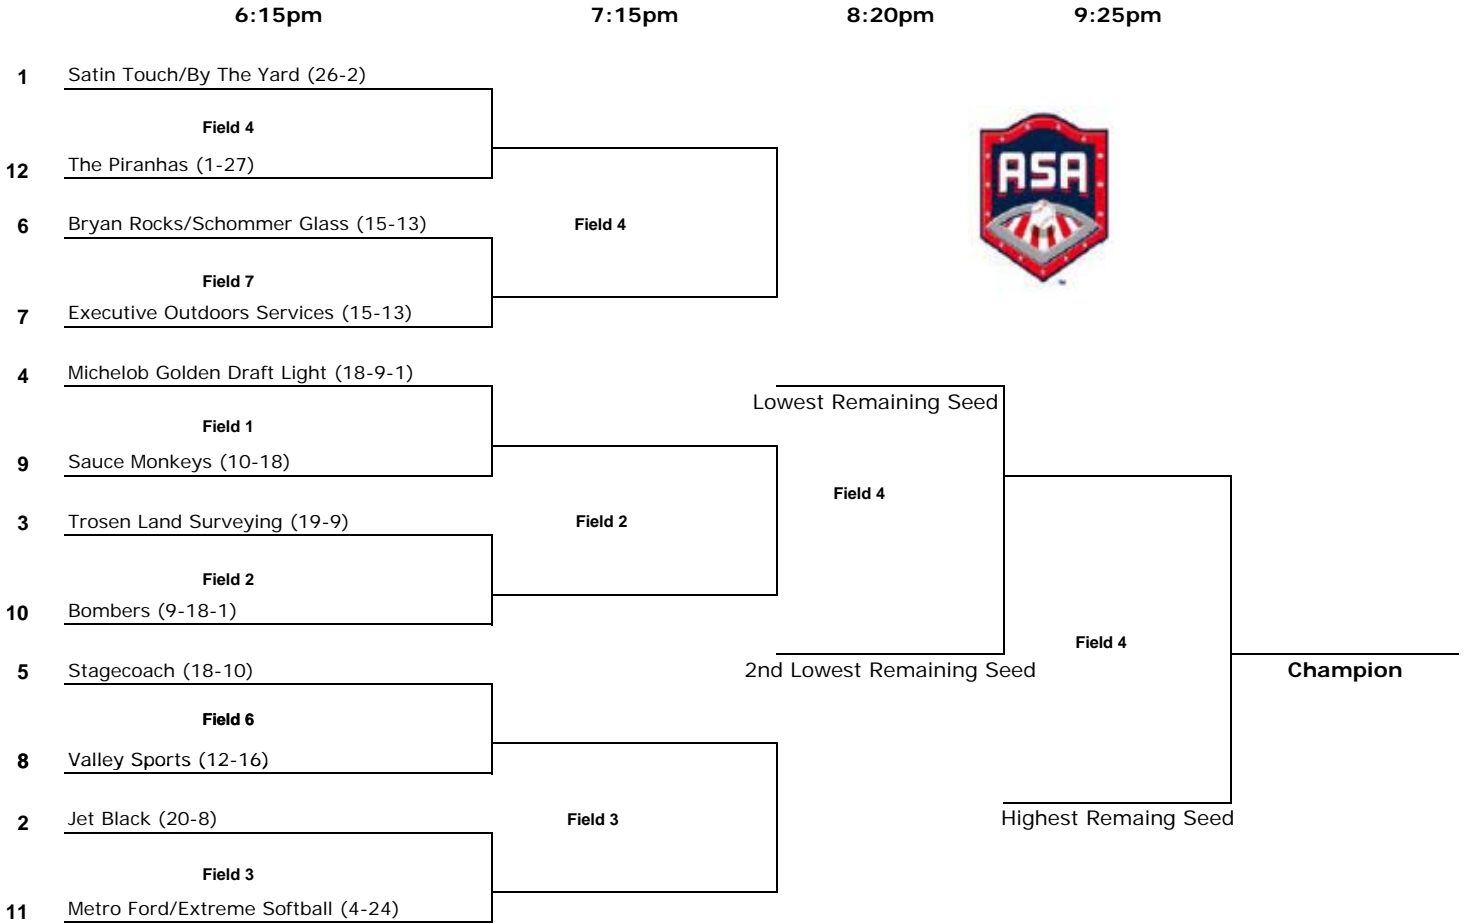 6:15pm 7:15pm 8:20pm 9:25pm
1 Satin Touch/By The Yard (26-2)
Field 4
12 The Piranhas (1-27)
ASA
6 Bryan Rocks/Schommer Glass (15-13) Field 4
Field 7
7 Executive Outdoors Services (15-13)
4 Michelob Golden Draft Light (18-9-1)
Lowest Remaining Seed
Field 1
9 Sauce Monkeys (10-18)
Field 4
3 Trosen Land Surveying (19-9) Field 2
Field 2
10 Bombers (9-18-1)
Field 4
5 Stagecoach (18-10) 2nd Lowest Remaining Seed Champion
Field 6
8 Valley Sports (12-16)
2 Jet Black (20-8) Field 3 Highest Remaing Seed
Field 3
11 Metro Ford/Extreme Softball (4-24)